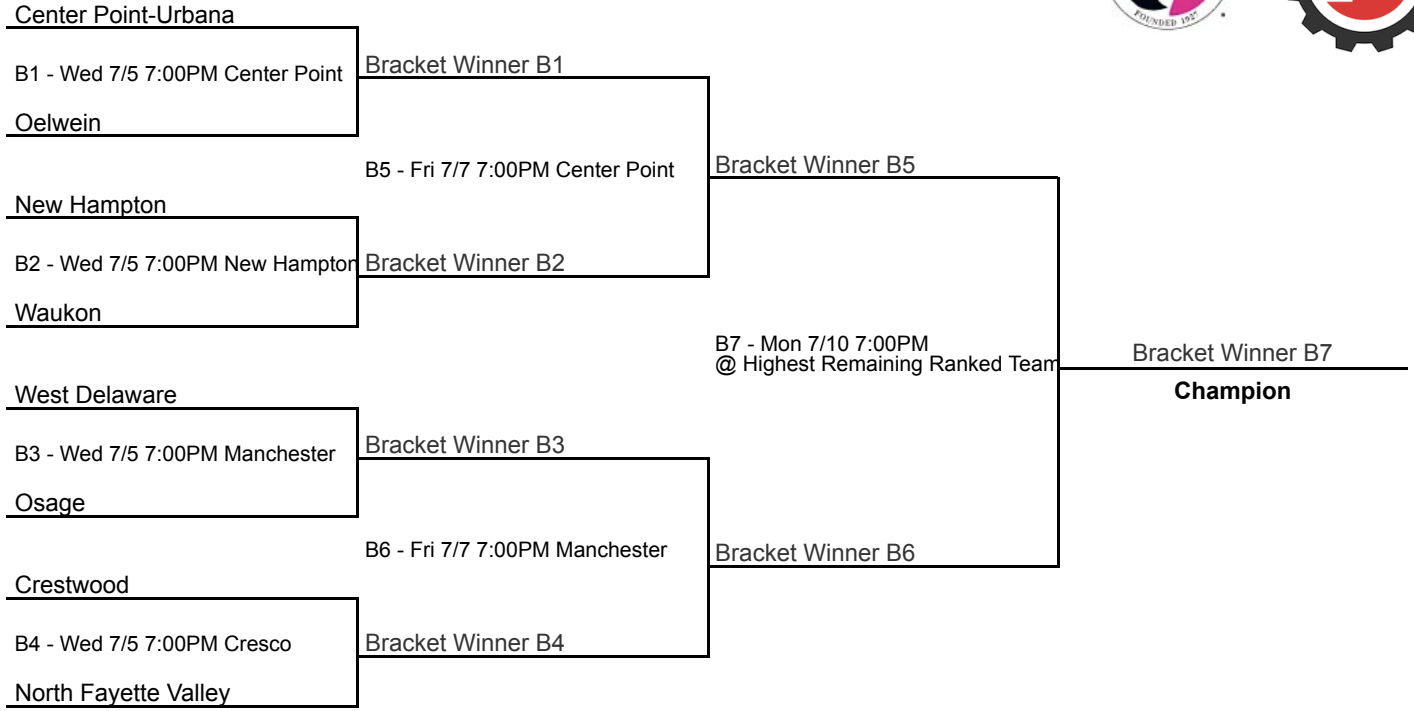 Center Point-Urbana
B1 - Wed 7/5 7:00PM Center Point
Oelwein
New Hampton
B2 - Wed 7/5 7:00PM New Hampton
Waukon
West Delaware
B3 - Wed 7/5 7:00PM Manchester
Osage
Crestwood
B4 - Wed 7/5 7:00PM Cresco
North Fayette Valley
Bracket Winner B1
B5 - Fri 7/7 7:00PM Center Point
Bracket Winner B2
Bracket Winner B3
B6 - Fri 7/7 7:00PM Manchester
Bracket Winner B4
Bracket Winner B5
B7 - Mon 7/10 7:00PM
@ Highest Remaining Ranked Team
Bracket Winner B6
Bracket Winner B7
Champion
FOUNDED 1927